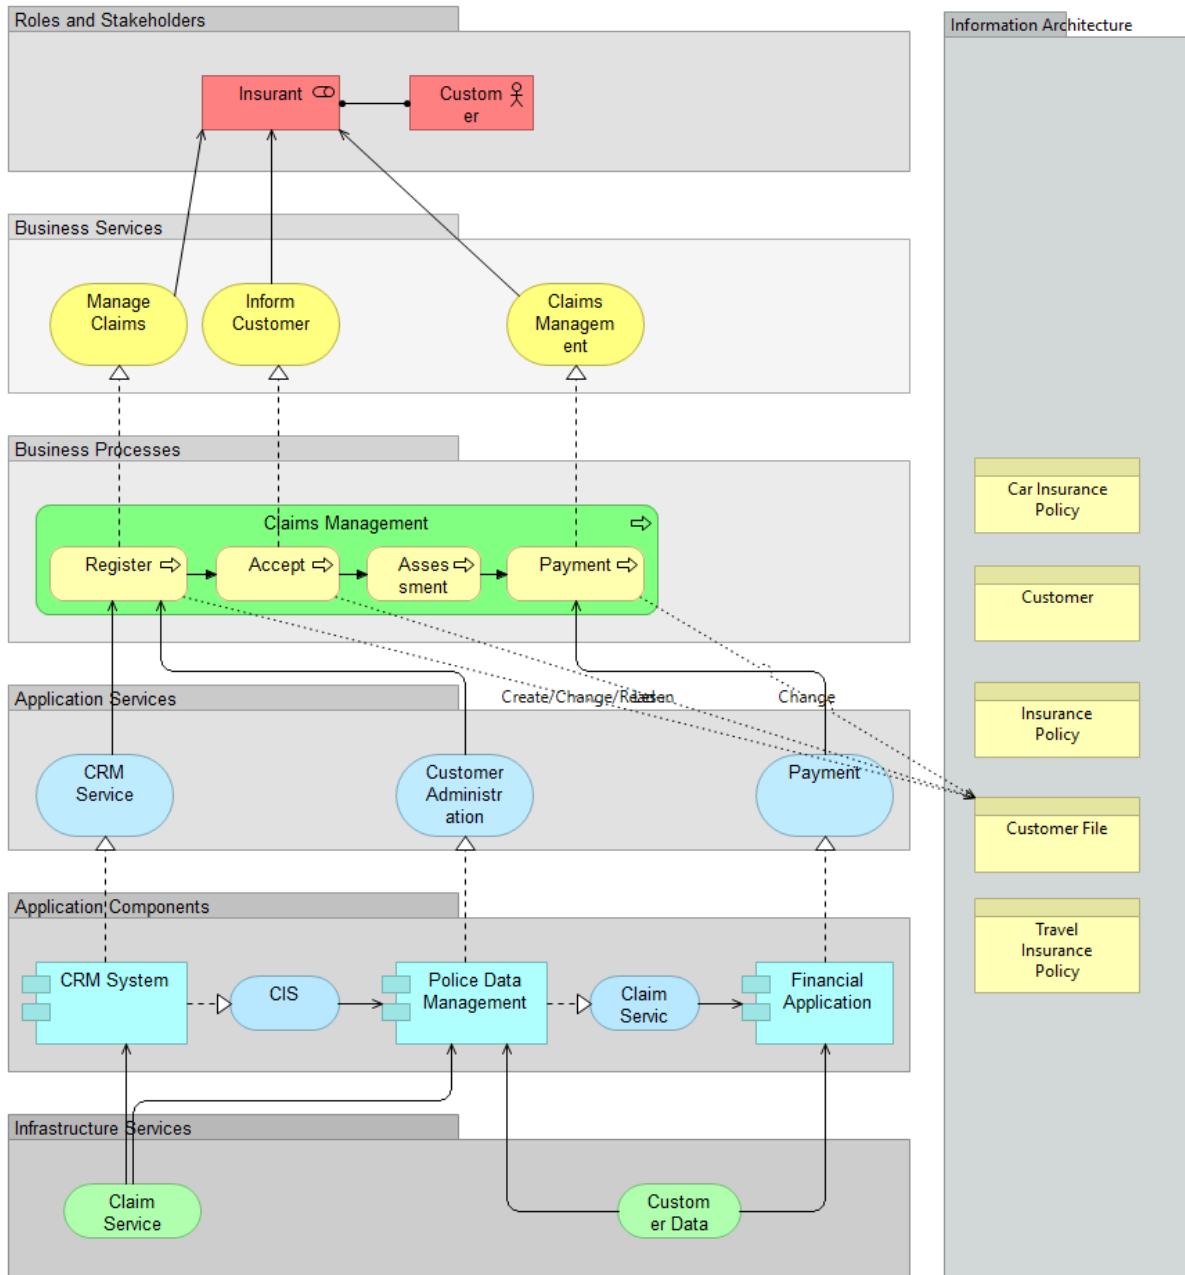 Roles and Stakeholders
Information Architecture
Insurant
Custom
er
Business Services
Manage
Claims
Inform
Customer
Claims
Managem
ent
Business Processes
Claims Management
Register
Accept
Asses
sment
Payment
Car Insurance
Policy
Customer
Insurance
Policy
Customer File
Travel
Insurance
Policy
Application Services
Create/Change/Read
Change
CRM
Service
Customer
Administr
ation
Payment
Application Components
CRM System
CIS
Police Data
Management
Claim
Servic
Financial
Application
Infrastructure Services
Claim
Service
Custom
er Data